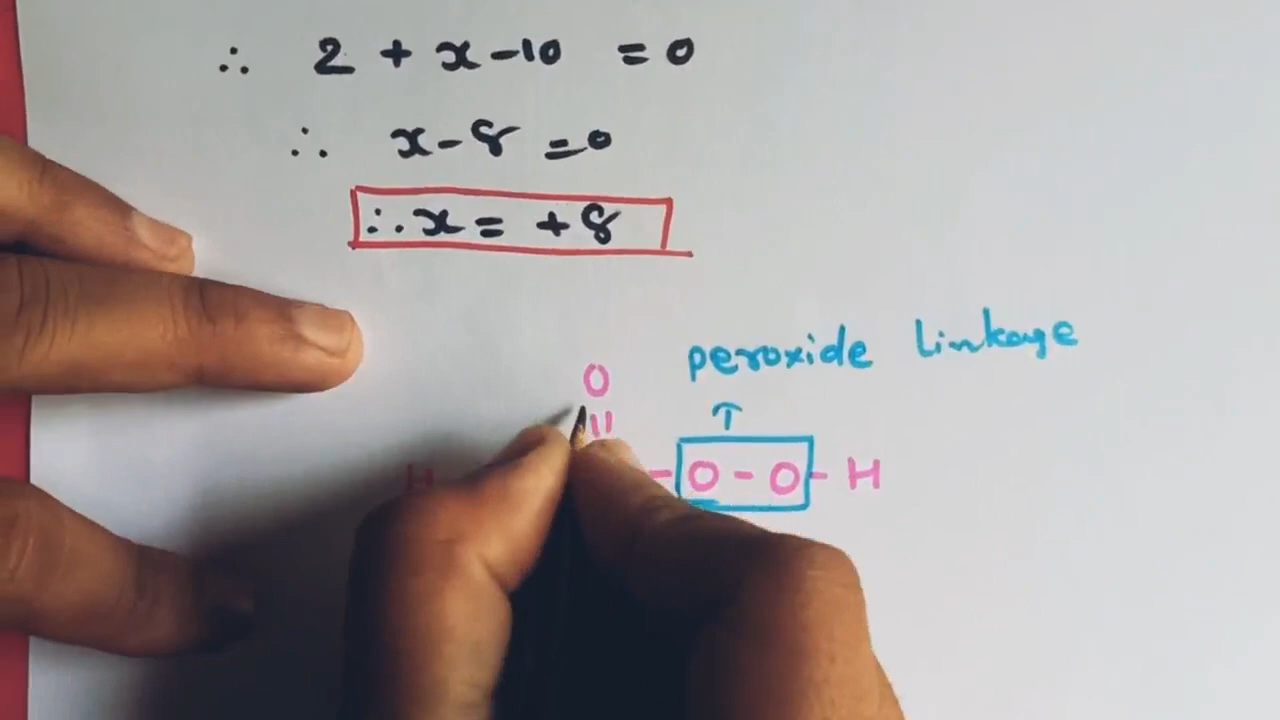 ∴ 2 + x - 10 = 0
∴ x - 8 = 0
∴ x = + 8
peroxide linkage
O
↑
||
H - O - O - H